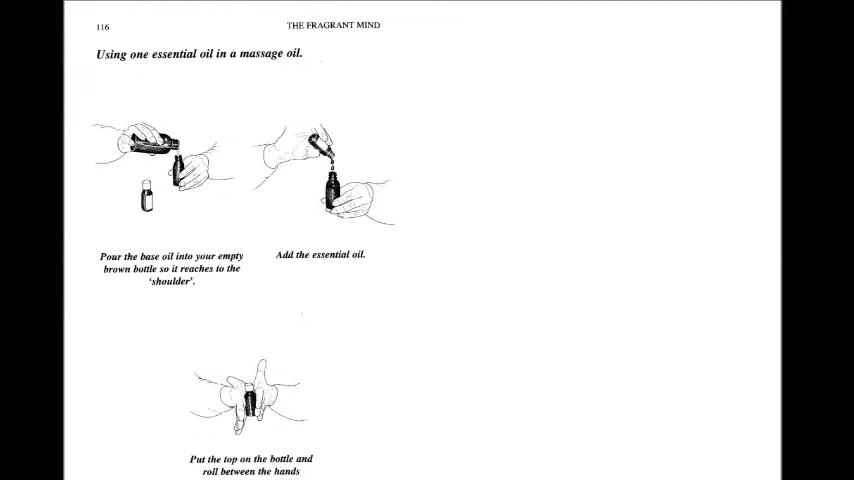 116
THE FRAGRANT MIND
Using one essential oil in a massage oil.
Pour the base oil into your empty
brown bottle so it reaches to the
‘shoulder’.
Add the essential oil.
Put the top on the bottle and
roll between the hands